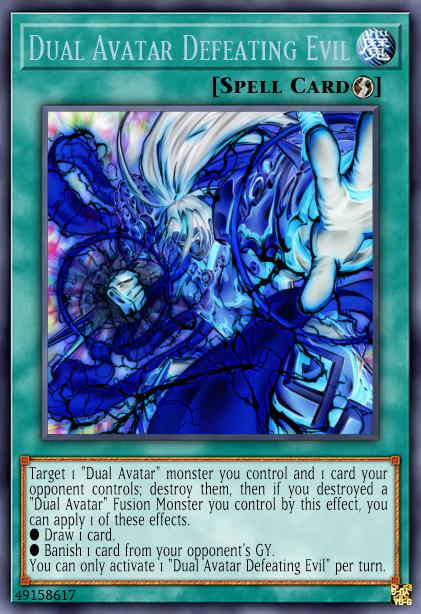 Dual Avatar Defeating Evil
魔
[Spell Card]
Target 1 "Dual Avatar" monster you control and 1 card your
opponent controls; destroy them, then if you destroyed a
"Dual Avatar" Fusion Monster you control by this effect, you
can apply 1 of these effects.
● Draw 1 card.
● Banish 1 card from your opponent's GY.
You can only activate 1 "Dual Avatar Defeating Evil" per turn.
49158617